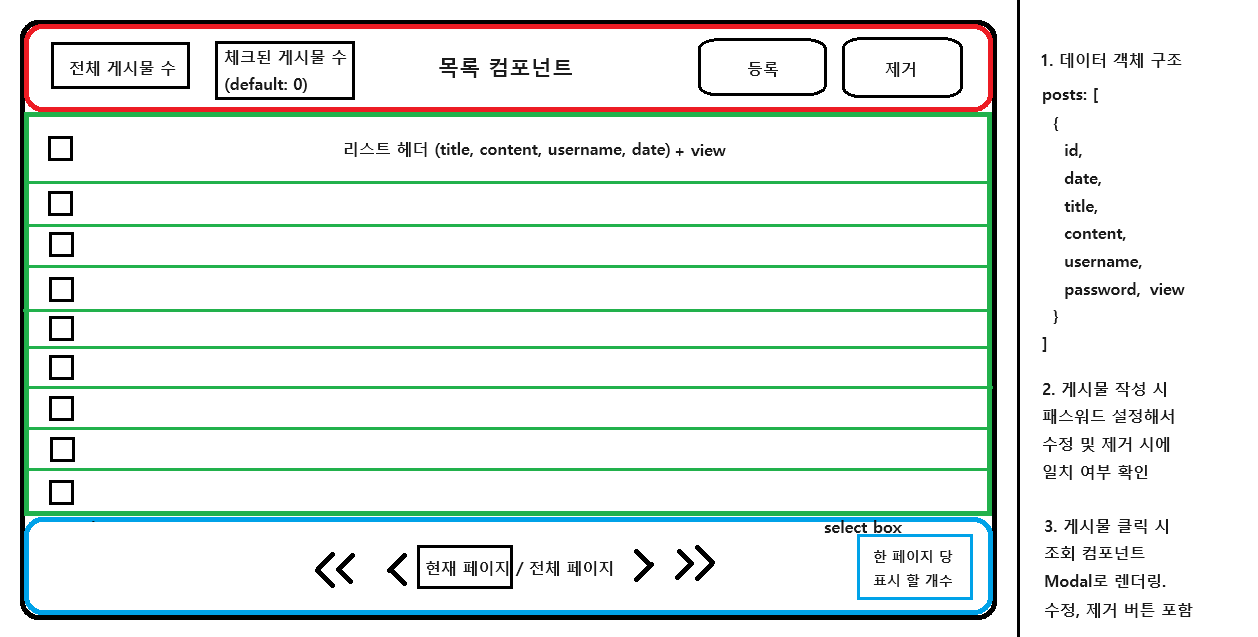 전체 게시물 수
체크된 게시물 수
(default: 0)
목록 컴포넌트
등록
제거
리스트 헤더 (title, content, username, date) + view
select box
현재 페이지 / 전체 페이지
한 페이지 당
표시 할 개수
1. 데이터 객체 구조
posts: [
{
id,
date,
title,
content,
username,
password, view
}
]
2. 게시물 작성 시
패스워드 설정해서
수정 및 제거 시에
일치 여부 확인
3. 게시물 클릭 시
조회 컴포넌트
Modal로 렌더링.
수정, 제거 버튼 포함